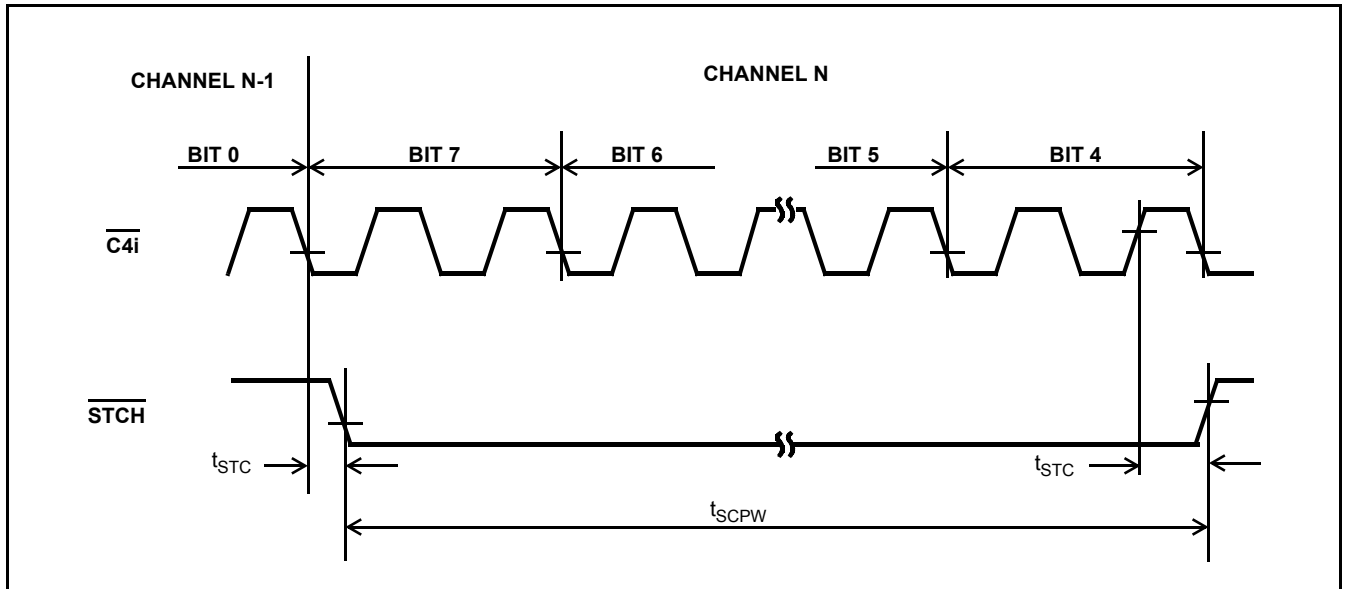 CHANNEL N-1
CHANNEL N
BIT 0
BIT 7
BIT 6
BIT 5
BIT 4
C4i
STCH
tSTC
tSTC
tSCPW